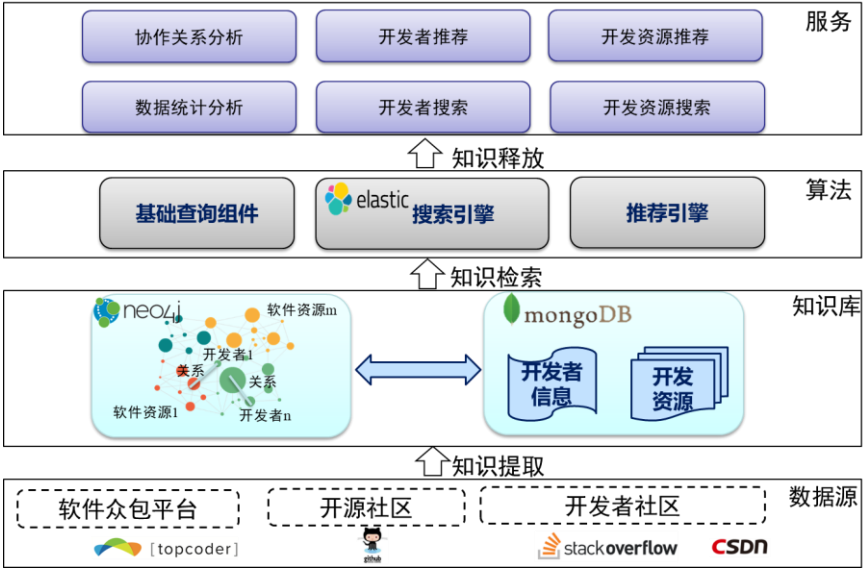 服务
协作关系分析
开发者推荐
开发资源推荐
数据统计分析
开发者搜索
开发资源搜索
知识释放
算法
基础查询组件
elastic 搜索引擎
推荐引擎
知识检索
知识库
neo4j
软件资源m
开发者1
关系
关系
软件资源1
开发者n
mongoDB
开发者
信息
开发
资源
知识提取
数据源
软件众包平台
开源社区
开发者社区
[topcoder]
github
stackoverflow
CSDN